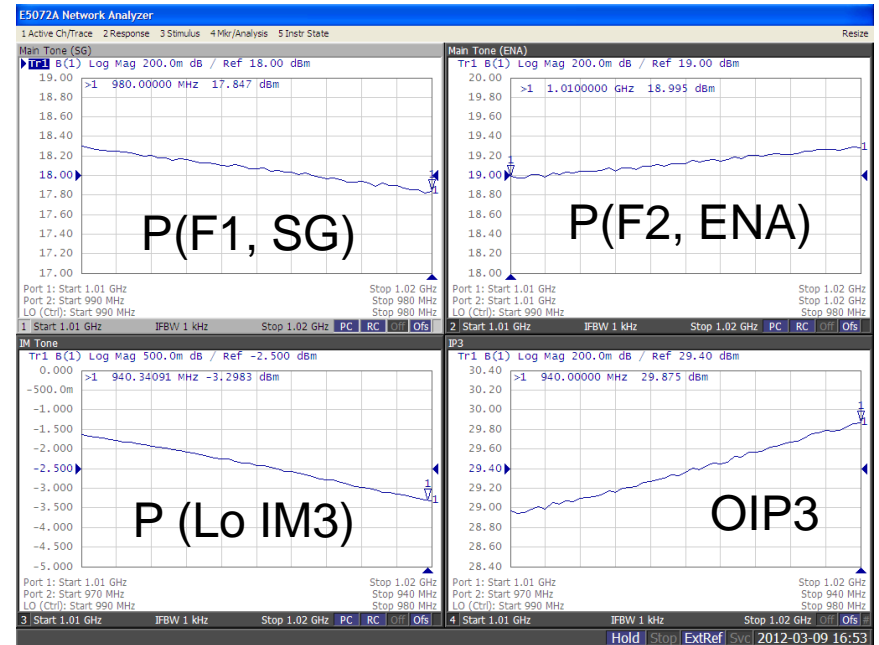 E5072A Network Analyzer
1 Active Ch/Trace 2 Response 3 Stimulus 4 Mkr/Analysis 5 Instr State Resize
Main Tone (SG)
Tr1 B(1) Log Mag 200.0m dB / Ref 18.00 dBm
>1 980.00000 MHz 17.847 dBm
19.00
18.80
18.60
18.40
18.20
18.00
17.80
17.60
17.40
17.20
17.00
1
1
P(F1, SG)
Port 1: Start 1.01 GHz Stop 1.02 GHz
Port 2: Start 990 MHz Stop 980 MHz
LO (Ctrl): Start 990 MHz Stop 980 MHz
1 Start 1.01 GHz IFBW 1 kHz Stop 1.02 GHz PC RC Off Ofs
Main Tone (ENA)
Tr1 B(1) Log Mag 200.0m dB / Ref 19.00 dBm
>1 1.0100000 GHz 18.995 dBm
20.00
19.80
19.60
19.40
19.20
19.00
18.80
18.60
18.40
18.20
18.00
1
1
P(F2, ENA)
Port 1: Start 1.01 GHz Stop 1.02 GHz
Port 2: Start 1.01 GHz Stop 1.02 GHz
LO (Ctrl): Start 990 MHz Stop 980 MHz
2 Start 1.01 GHz IFBW 1 kHz Stop 1.02 GHz PC RC Off Ofs
IM Tone
Tr1 B(1) Log Mag 500.0m dB / Ref -2.500 dBm
>1 940.34091 MHz -3.2983 dBm
0.000
-500.0m
-1.000
-1.500
-2.000
-2.500
-3.000
-3.500
-4.000
-4.500
-5.000
1
1
P (Lo IM3)
Port 1: Start 1.01 GHz Stop 1.02 GHz
Port 2: Start 970 MHz Stop 940 MHz
LO (Ctrl): Start 990 MHz Stop 980 MHz
3 Start 1.01 GHz IFBW 1 kHz Stop 1.02 GHz PC RC Off Ofs
IP3
Tr1 B(1) Log Mag 200.0m dB / Ref 29.40 dBm
>1 940.00000 MHz 29.875 dBm
30.40
30.20
30.00
29.80
29.60
29.40
29.20
29.00
28.80
28.60
28.40
1
1
OIP3
Port 1: Start 1.01 GHz Stop 1.02 GHz
Port 2: Start 970 MHz Stop 940 MHz
LO (Ctrl): Start 990 MHz Stop 980 MHz
4 Start 1.01 GHz IFBW 1 kHz Stop 1.02 GHz Off Ofs #
Hold Stop ExtRef Svc 2012-03-09 16:53